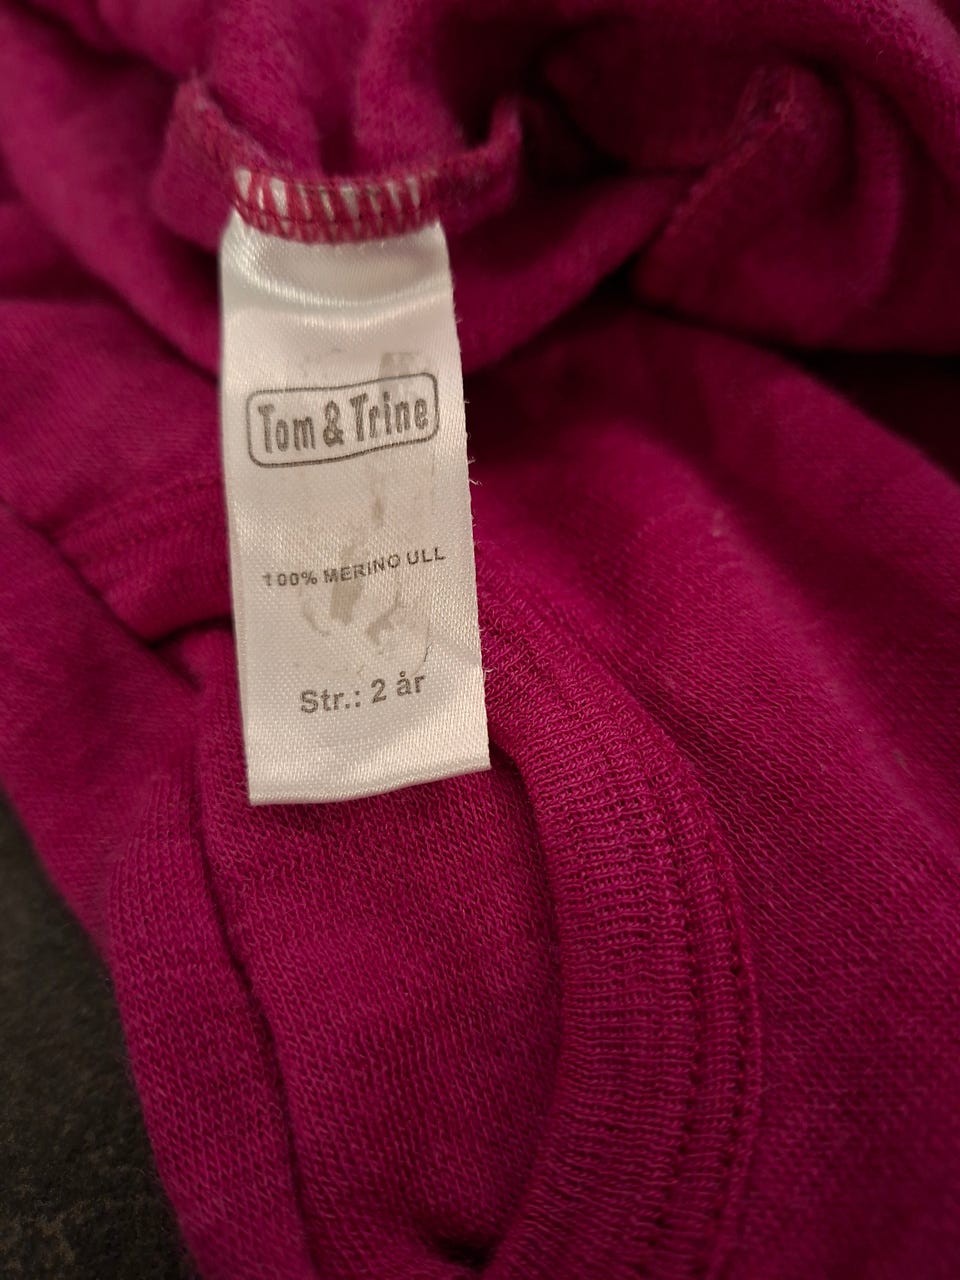 Tom & Trine
100% MERINO ULL
Str.: 2 år